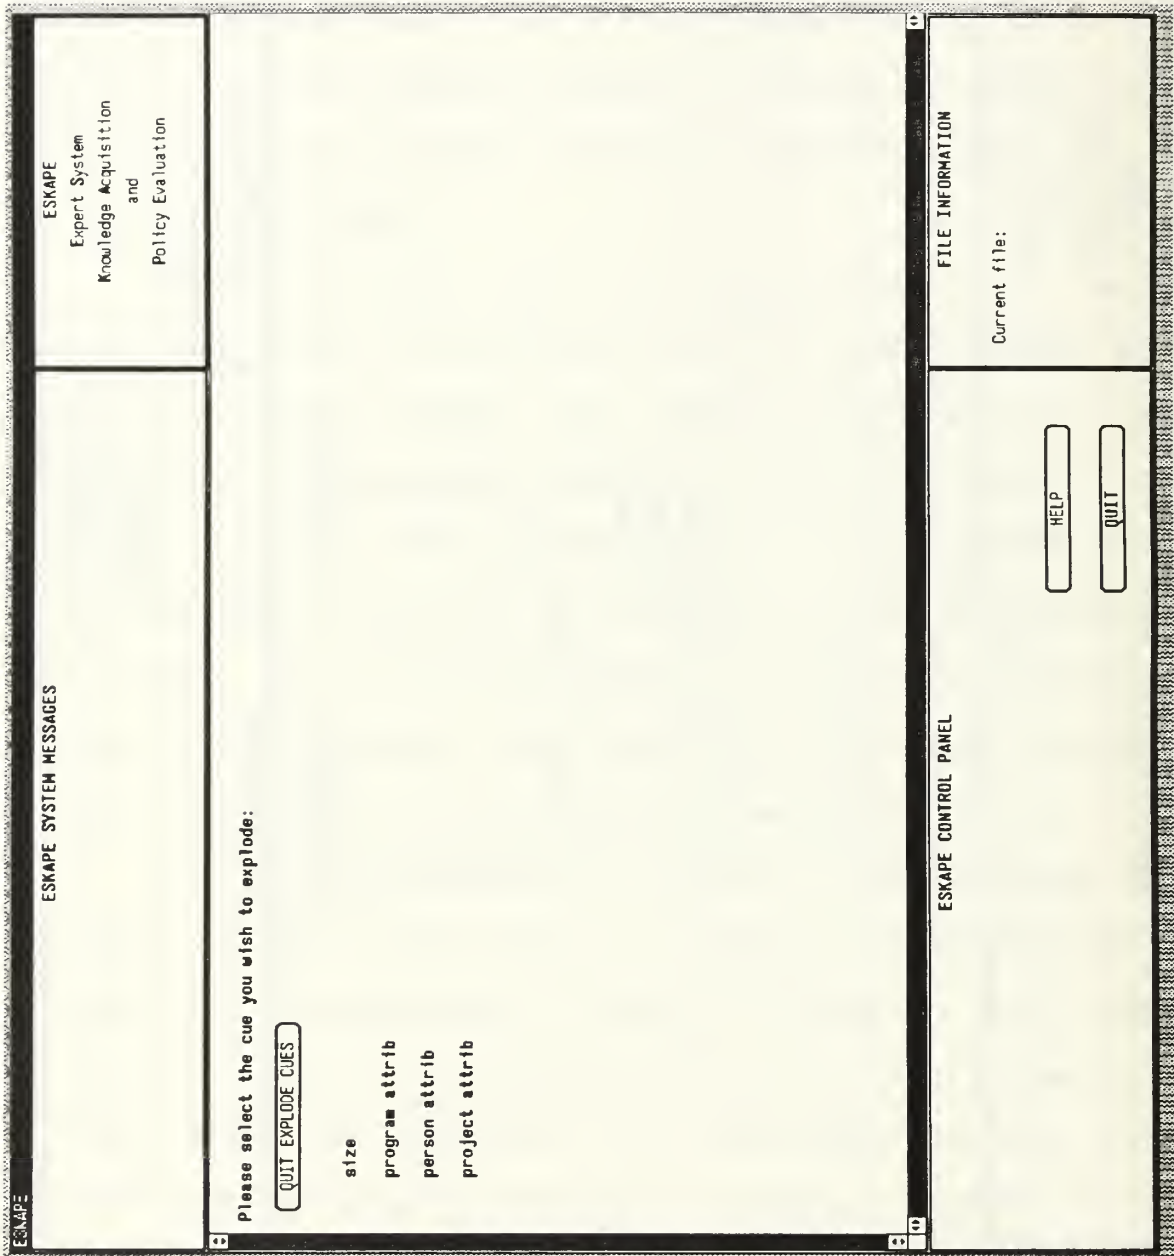 ESKAPE
ESKAPE SYSTEM MESSAGES
ESKAPE
Expert System
Knowledge Acquisition
and
Policy Evaluation
Please select the cue you wish to explode:
QUIT EXPLODE CUES
size
program attrib
person attrib
project attrib
ESKAPE CONTROL PANEL
HELP
QUIT
FILE INFORMATION
Current file: